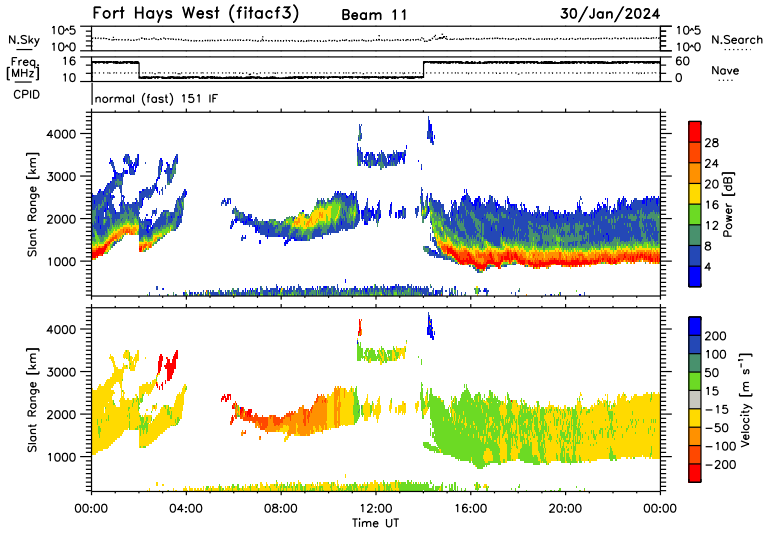 Fort Hays West (fitacf3) Beam 11 30/Jan/2024
N.Sky 10^5 10^0 10^5 10^0 N.Search
Freq. [MHz] 16 10 60 0 Nave
CPID normal (fast) 151 IF
4000
3000
2000
1000
Slant Range [km]
28
24
20
16
12
8
4
Power [dB]
4000
3000
2000
1000
Slant Range [km]
200
100
50
15
-15
-50
-100
-200
Velocity [m s⁻¹]
00:00 04:00 08:00 12:00 16:00 20:00 00:00
Time UT